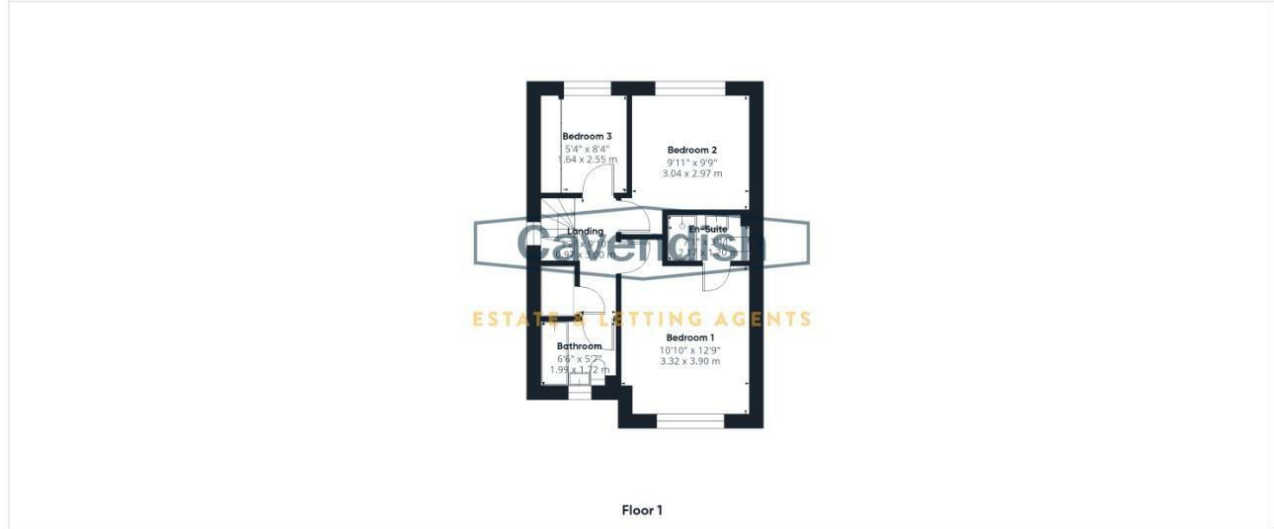 Bedroom 3
5'4" x 8'4"
1.64 x 2.55 m
Bedroom 2
9'11" x 9'9"
3.04 x 2.97 m
Landing
En-Suite
Cavendish
ESTATE & LETTING AGENTS
Bedroom 1
10'10" x 12'9"
3.32 x 3.90 m
Bathroom
6'6" x 5'7"
1.99 x 1.72 m
Floor 1